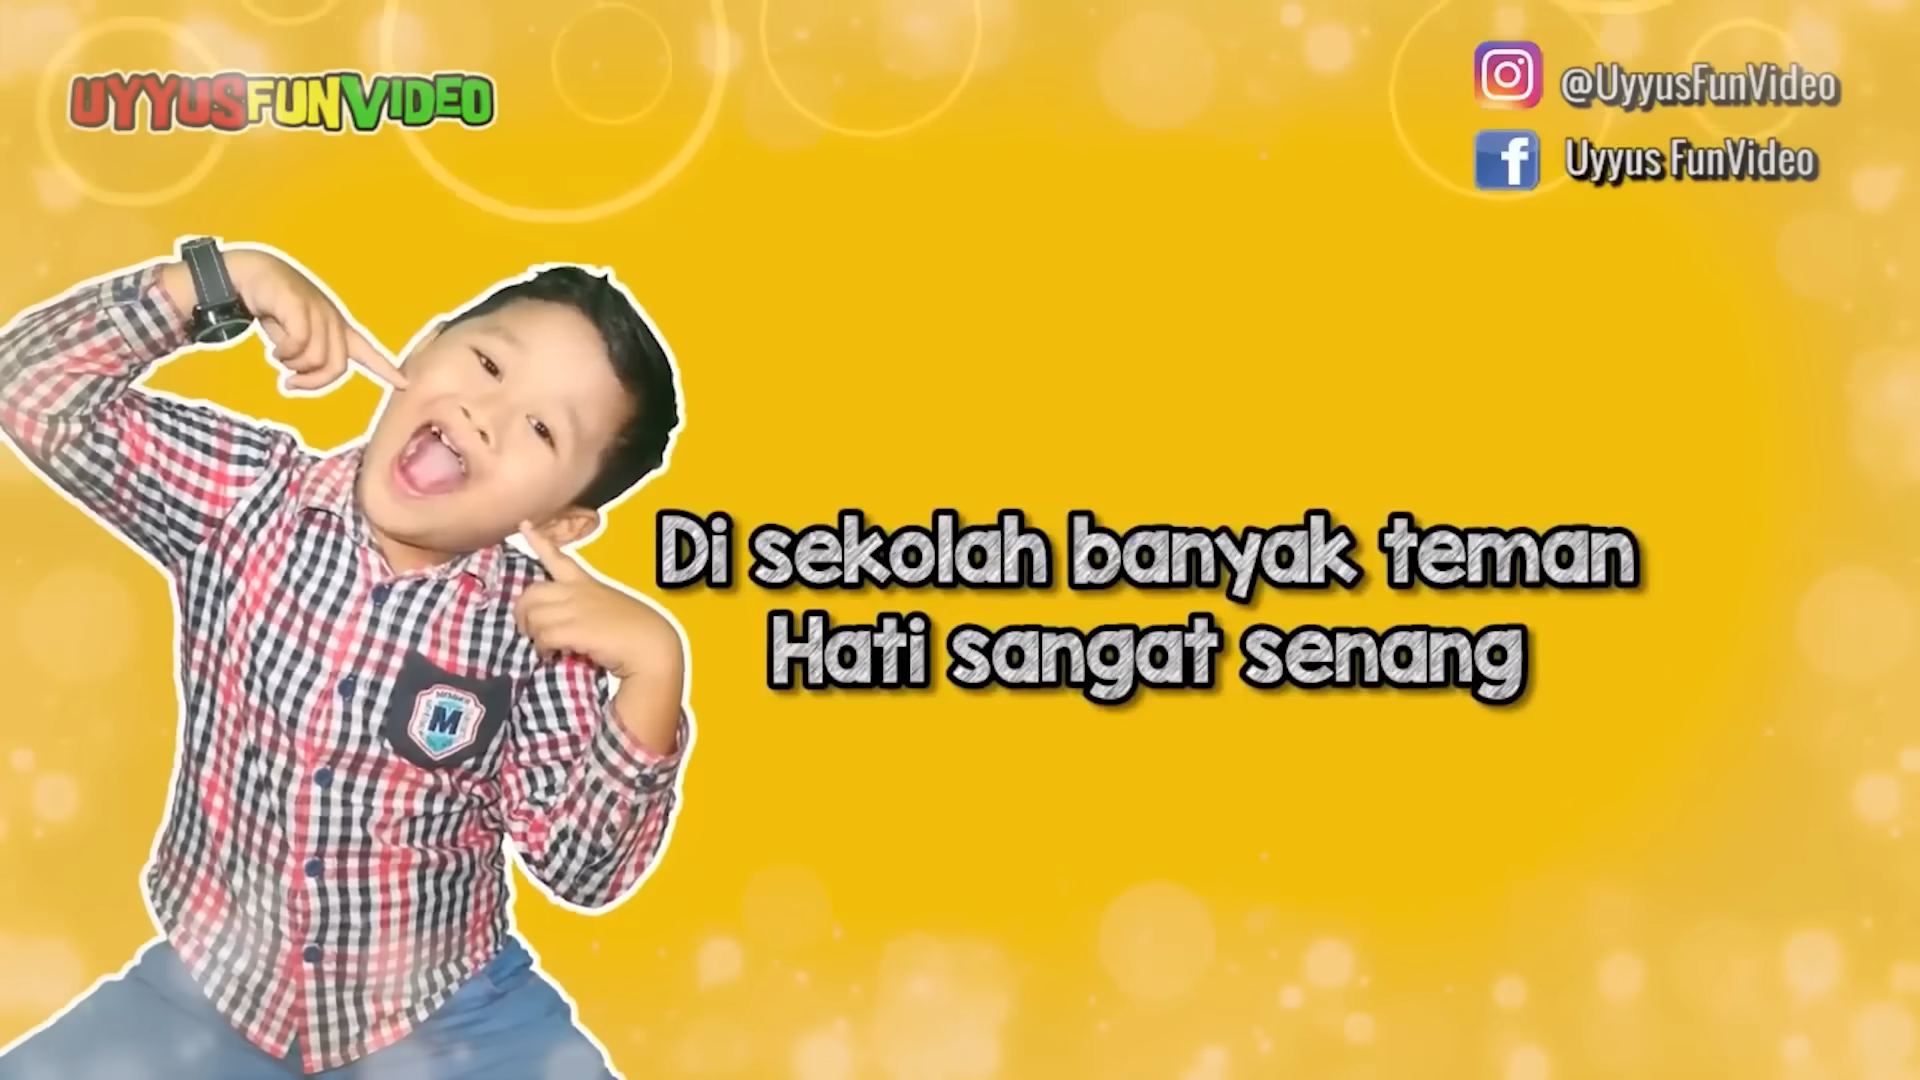 UYYUSFUNVIDEO
@UyyusFunVideo
Uyyus FunVideo
Di sekolah banyak teman
Hati sangat senang
M